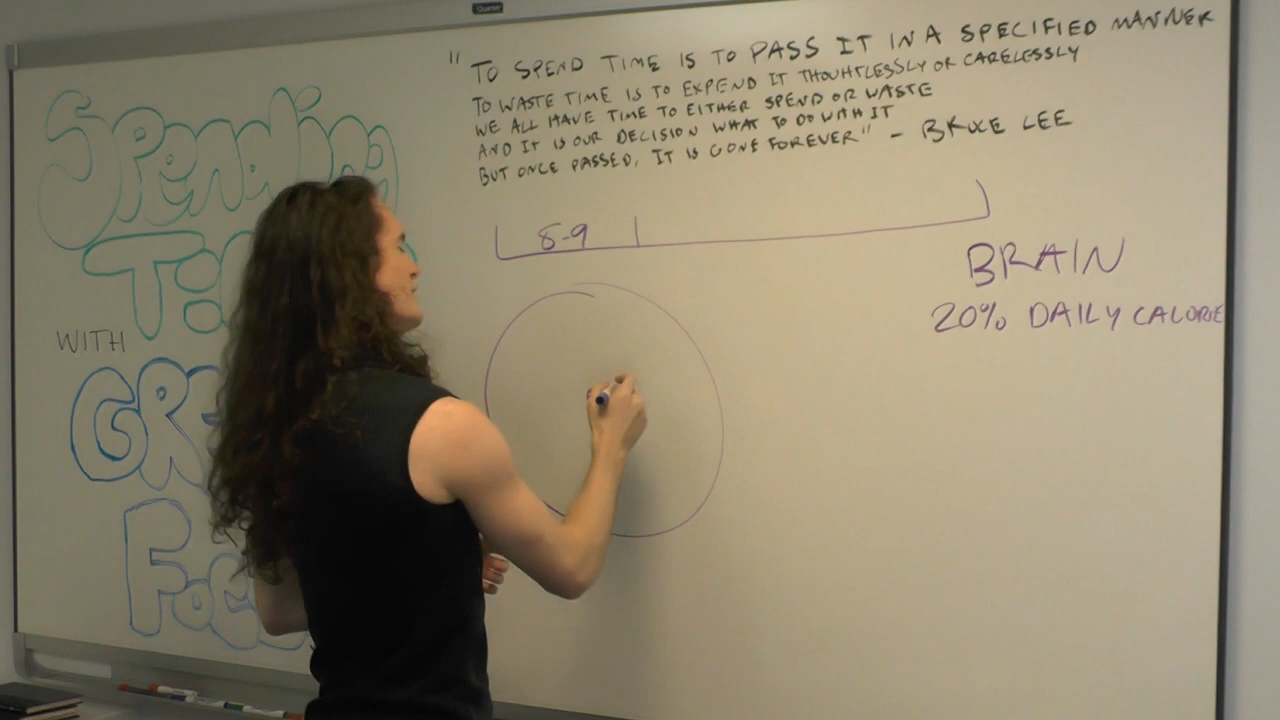 Quartet
Spending
" TO SPEND TIME IS TO PASS IT IN A SPECIFIED MANNER
TO WASTE TIME IS TO EXPEND IT THOUHTLESSLY OR CARELESSLY
WE ALL HAVE TIME TO EITHER SPEND OR WASTE
AND IT IS OUR DECISION WHAT TO DO WITH IT
BUT ONCE PASSED, IT IS GONE FOREVER" - BRUCE LEE
8-9
BRAIN
20% DAILY CALORIE
WITH